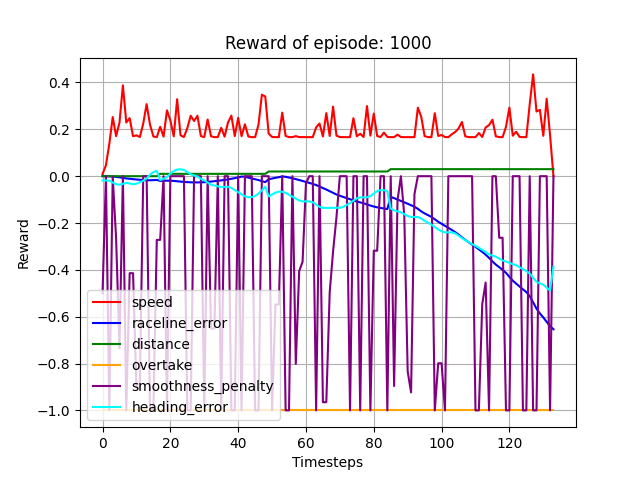 Reward of episode: 1000
Reward
0.4
0.2
0.0
−0.2
−0.4
−0.6
−0.8
−1.0
speed
raceline_error
distance
overtake
smoothness_penalty
heading_error
0 20 40 60 80 100 120
Timesteps